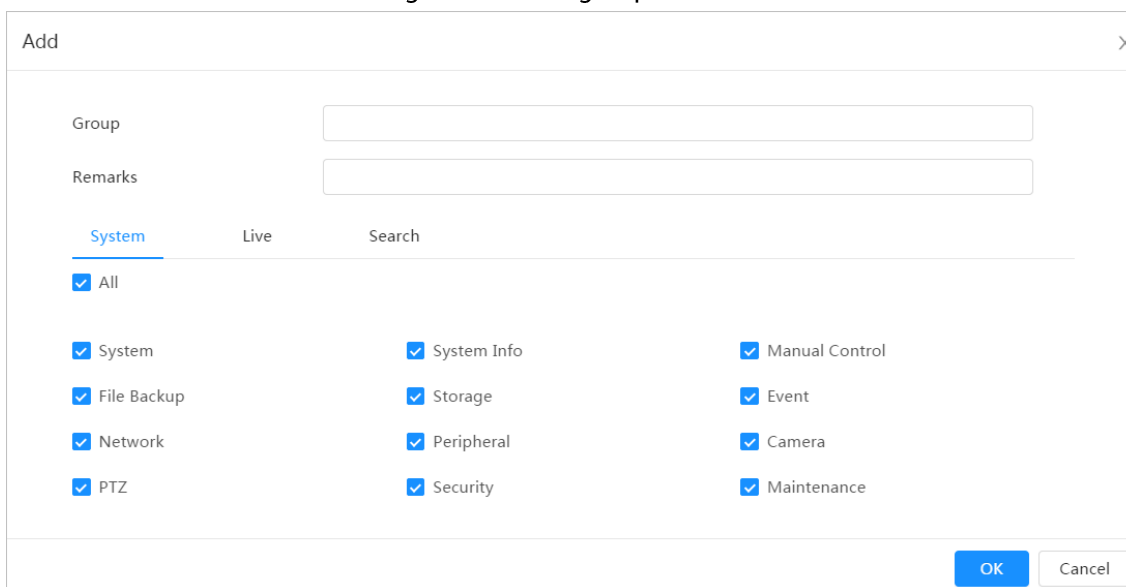 Add
Group
Remarks
System Live Search
All
System System Info Manual Control
File Backup Storage Event
Network Peripheral Camera
PTZ Security Maintenance
OK Cancel